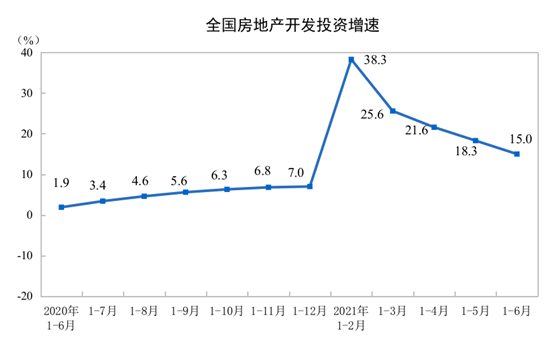 全国房地产开发投资增速
(%)
40
30
20
10
0
-10
-20
1.9
3.4
4.6
5.6
6.3
6.8
7.0
38.3
25.6
21.6
18.3
15.0
2020年
1-6月
1-7月
1-8月
1-9月
1-10月
1-11月
1-12月
2021年
1-2月
1-3月
1-4月
1-5月
1-6月